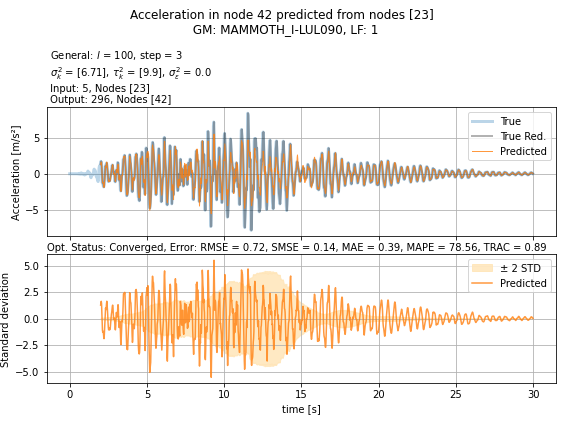 Acceleration in node 42 predicted from nodes [23]
GM: MAMMOTH_I-LUL090, LF: 1
General: l = 100, step = 3
σ²ₖ = [6.71], τ²ₖ = [9.9], σ²ε = 0.0
Input: 5, Nodes [23]
Output: 296, Nodes [42]
Acceleration [m/s²]
5
0
−5
True
True Red.
Predicted
Opt. Status: Converged, Error: RMSE = 0.72, SMSE = 0.14, MAE = 0.39, MAPE = 78.56, TRAC = 0.89
Standard deviation
5.0
2.5
0.0
−2.5
−5.0
± 2 STD
Predicted
0 5 10 15 20 25 30
time [s]